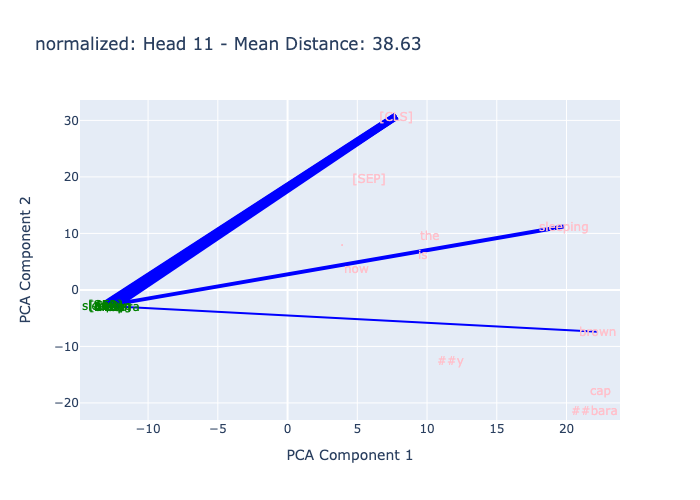 normalized: Head 11 - Mean Distance: 38.63
30
[CLS]
20
[SEP]
10
the
sleeping
.
is
now
0
brown
−10
##y
cap
−20
##bara
−10
−5
0
5
10
15
20
PCA Component 1
PCA Component 2